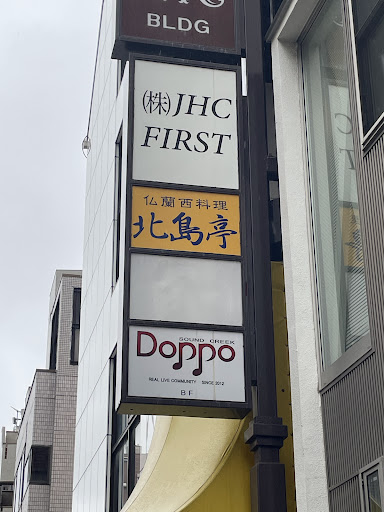 BLDG
㈱JHC
FIRST
仏蘭西料理
北島亭
SOUND CREEK
Doppo
REAL LIVE COMMUNITY SINCE 2012
BF